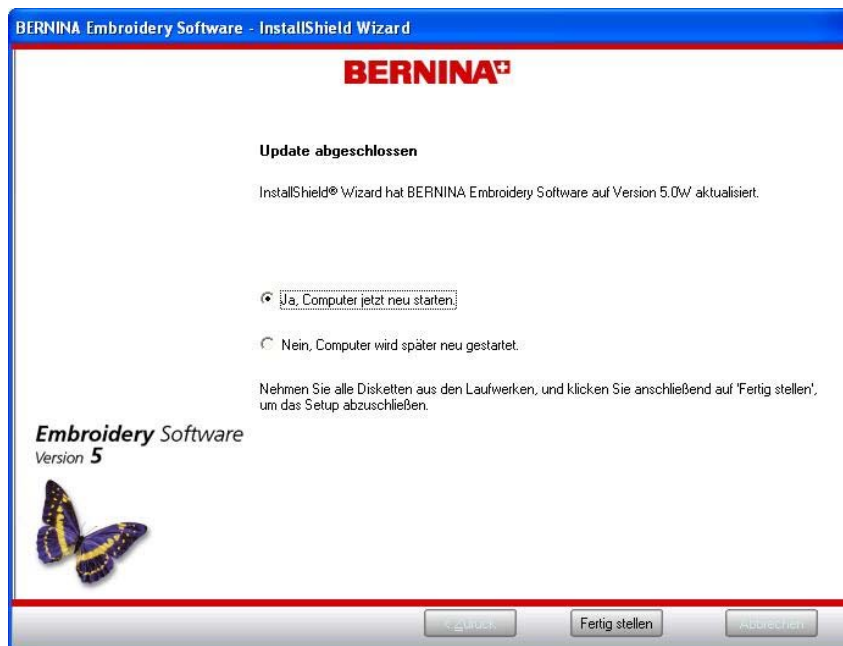 BERNINA Embroidery Software - InstallShield Wizard
BERNINA
Update abgeschlossen
InstallShield® Wizard hat BERNINA Embroidery Software auf Version 5.0W aktualisiert.
Ja, Computer jetzt neu starten.
Nein, Computer wird später neu gestartet.
Nehmen Sie alle Disketten aus den Laufwerken, und klicken Sie anschließend auf 'Fertig stellen',
um das Setup abzuschließen.
Embroidery Software
Version 5
< Zurück
Fertig stellen
Abbrechen